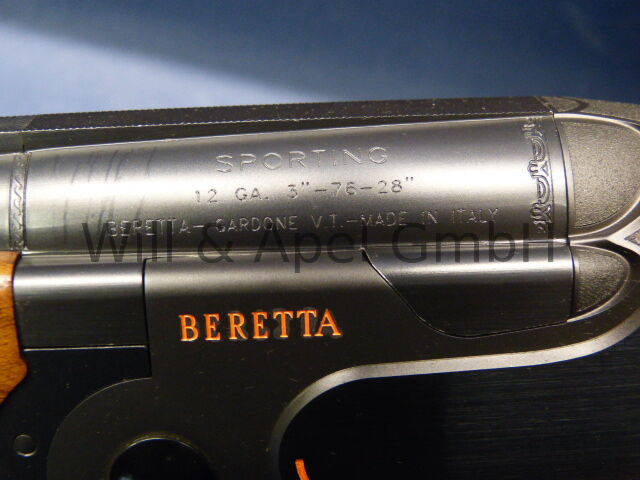 SPORTING
12 GA. 3"-76-28"
BERETTA-GARDONE V.T.-MADE IN ITALY
Will & Apel GmbH
BERETTA